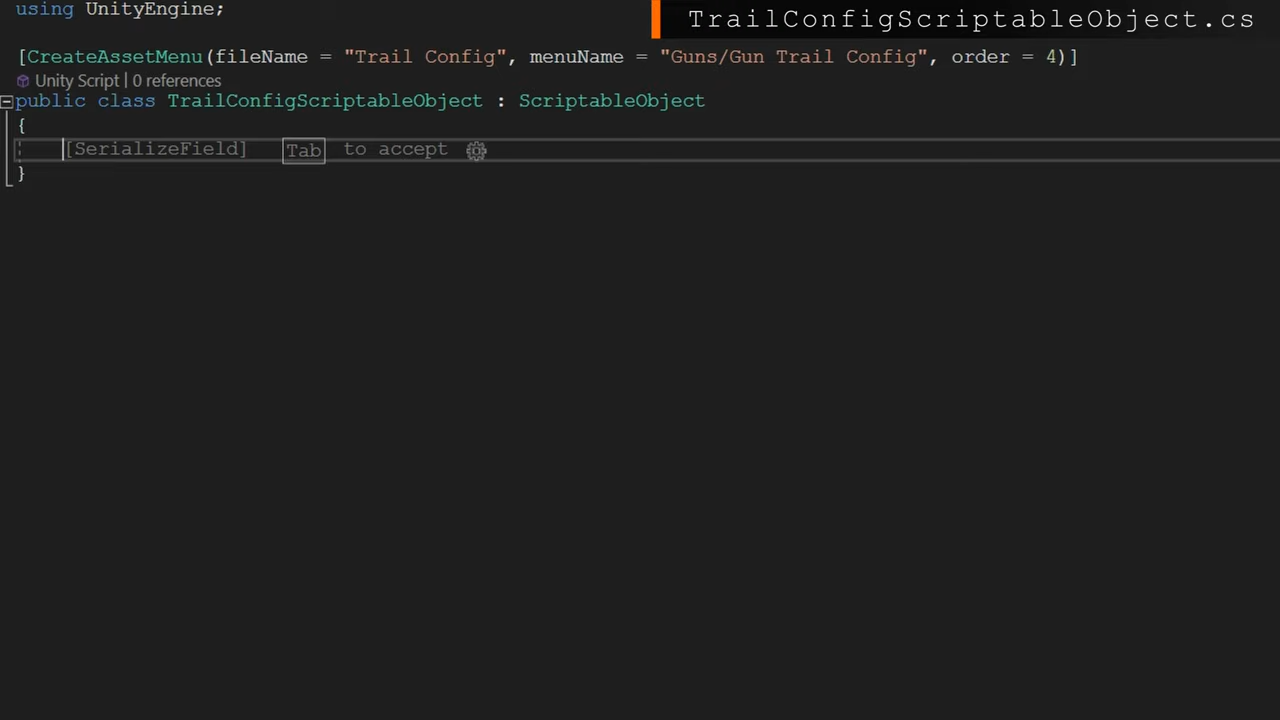 using UnityEngine;
TrailConfigScriptableObject.cs
[CreateAssetMenu(fileName = "Trail Config", menuName = "Guns/Gun Trail Config", order = 4)]
Unity Script | 0 references
public class TrailConfigScriptableObject : ScriptableObject
{
[SerializeField] Tab to accept
}